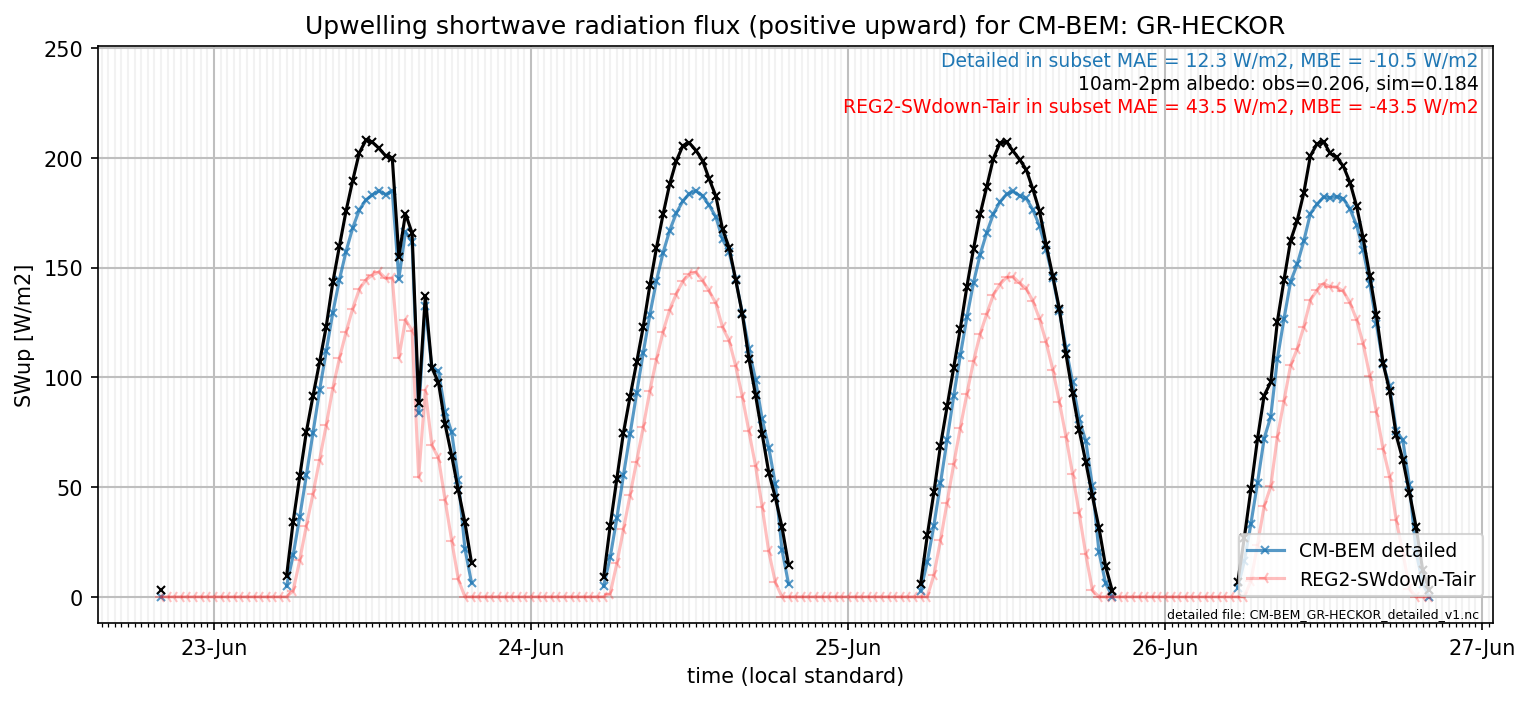 Upwelling shortwave radiation flux (positive upward) for CM-BEM: GR-HECKOR
Detailed in subset MAE = 12.3 W/m2, MBE = -10.5 W/m2
10am-2pm albedo: obs=0.206, sim=0.184
REG2-SWdown-Tair in subset MAE = 43.5 W/m2, MBE = -43.5 W/m2
SWup [W/m2]
250
200
150
100
50
0
CM-BEM detailed
REG2-SWdown-Tair
detailed file: CM-BEM_GR-HECKOR_detailed_v1.nc
23-Jun 24-Jun 25-Jun 26-Jun 27-Jun
time (local standard)